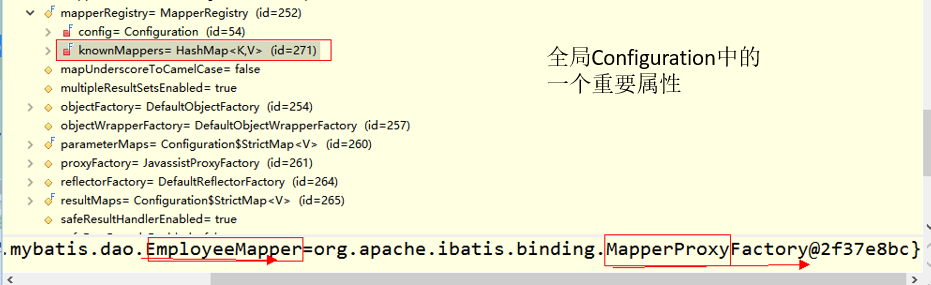 mapperRegistry= MapperRegistry (id=252)
config= Configuration (id=54)
knownMappers= HashMap<K,V> (id=271)
全局Configuration中的
一个重要属性
mapUnderscoreToCamelCase= false
multipleResultSetsEnabled= true
objectFactory= DefaultObjectFactory (id=254)
objectWrapperFactory= DefaultObjectWrapperFactory (id=257)
parameterMaps= Configuration$StrictMap<V> (id=260)
proxyFactory= JavassistProxyFactory (id=261)
reflectorFactory= DefaultReflectorFactory (id=264)
resultMaps= Configuration$StrictMap<V> (id=265)
safeResultHandlerEnabled= true
.mybatis.dao.EmployeeMapper=org.apache.ibatis.binding.MapperProxyFactory@2f37e8bc}